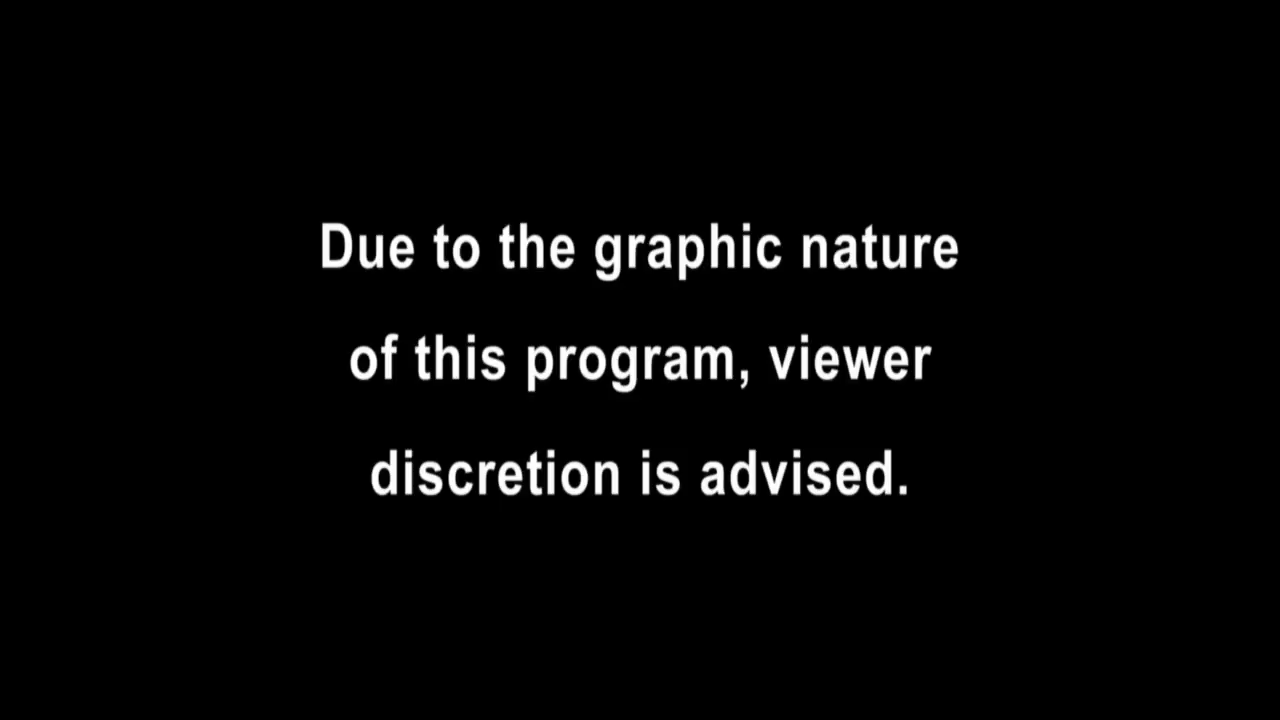 Due to the graphic nature
of this program, viewer
discretion is advised.